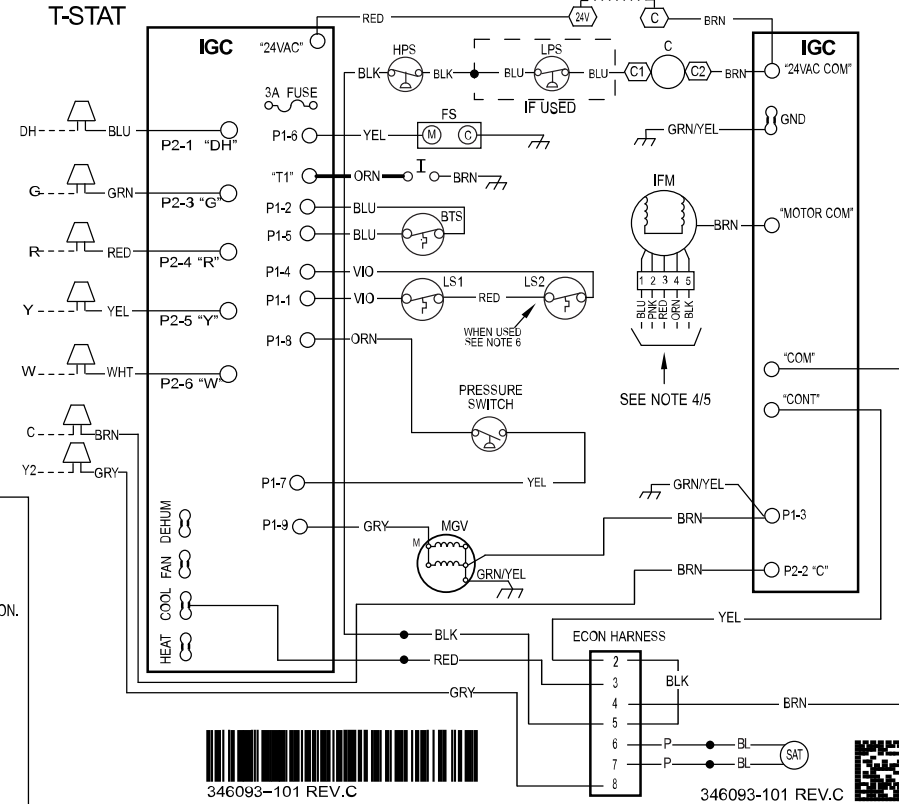 T-STAT
RED
24V
C
BRN
IGC
"24VAC"
HPS
LPS
C
IGC
"24VAC COM"
BLK
BLK
BLU
BLU
C1
C2
BRN
3A FUSE
IF USED
FS
GND
DH
BLU
P2-1 "DH"
P1-6
YEL
M
C
GRN/YEL
"T1"
ORN
I
BRN
IFM
G
GRN
P2-3 "G"
P1-2
BLU
BTS
"MOTOR COM"
P1-5
BLU
BRN
R
RED
P2-4 "R"
P1-4
VIO
LS1
LS2
1 2 3 4 5
P1-1
VIO
RED
BLU
PNK
RED
ORN
BLK
Y
YEL
P2-5 "Y"
WHEN USED
SEE NOTE 6
P1-8
ORN
"COM"
W
WHT
P2-6 "W"
PRESSURE
SWITCH
SEE NOTE 4/5
"CONT"
C
BRN
Y2
GRY
P1-7
YEL
GRN/YEL
P1-9
GRY
MGV
M
BRN
P1-3
DEHUM
FAN
COOL
HEAT
GRN/YEL
BRN
P2-2 "C"
ON.
YEL
BLK
ECON HARNESS
RED
2
3
BLK
GRY
4
BRN
5
6
P
BL
SAT
7
P
BL
8
346093-101 REV.C
346093-101 REV.C